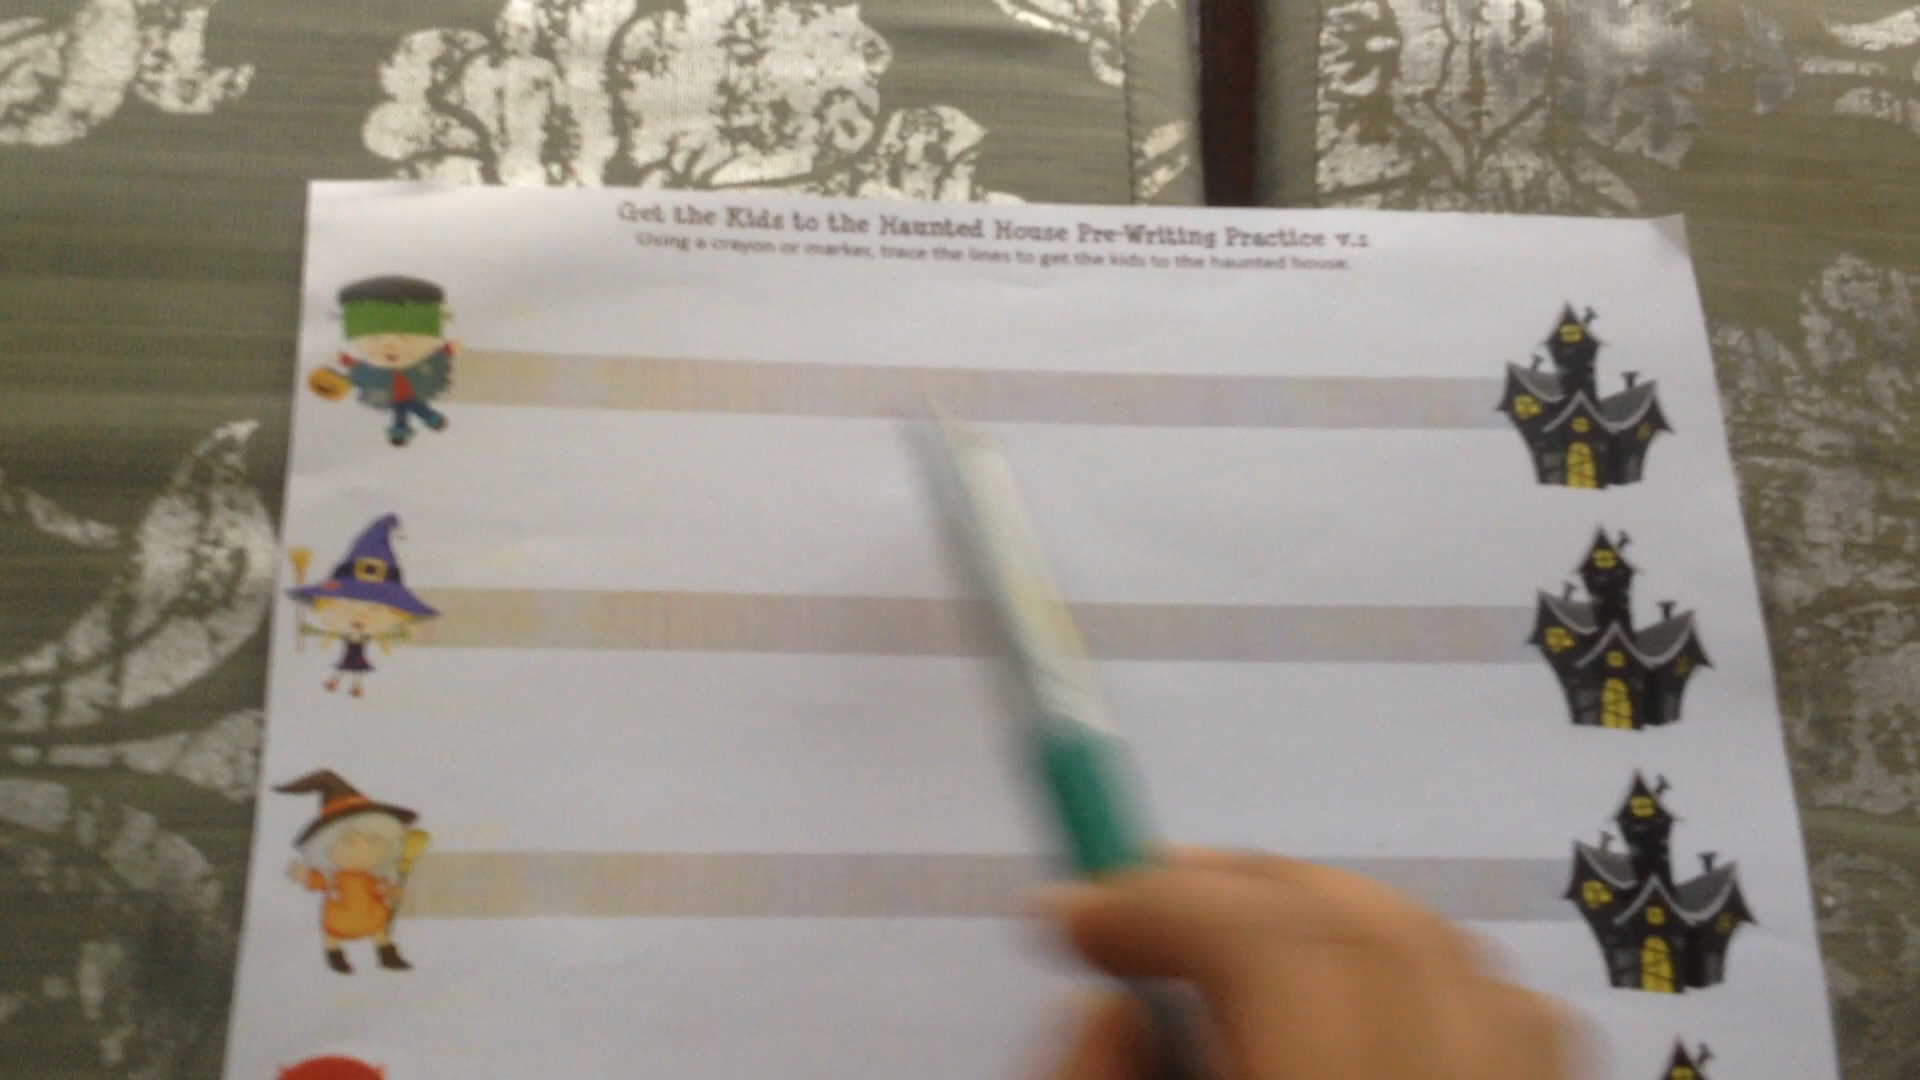 Get the Kids to the Haunted House Pre-Writing Practice v.1
Using a crayon or marker, trace the lines to get the kids to the haunted house.